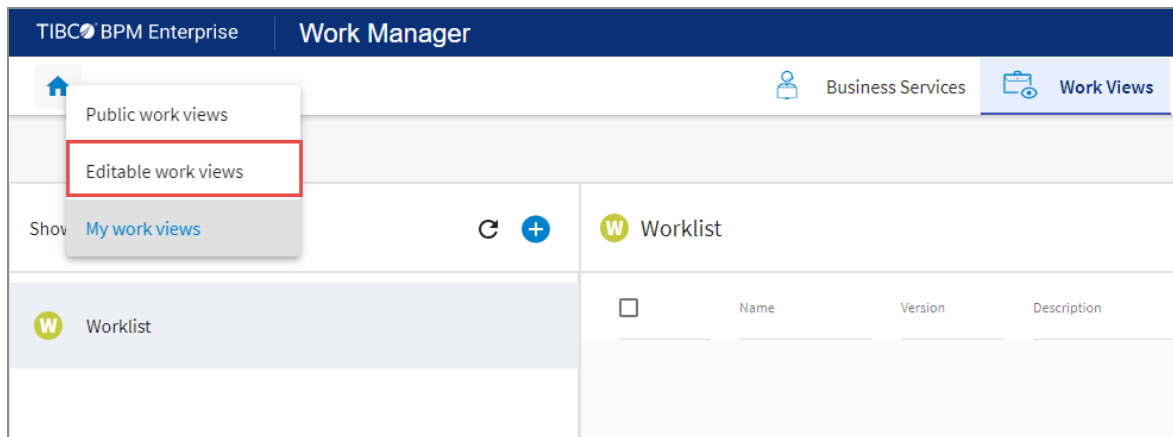 TIBCO BPM Enterprise
Work Manager
Business Services
Work Views
Public work views
Editable work views
My work views
Show
W Worklist
W Worklist
Name Version Description